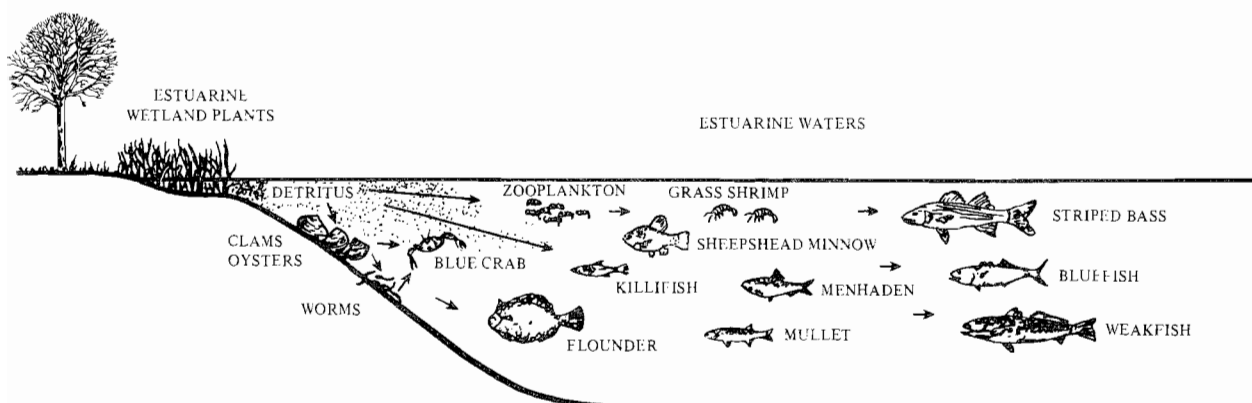 ESTUARINE
WETLAND PLANTS
ESTUARINE WATERS
DETRITUS
ZOOPLANKTON
GRASS SHRIMP
STRIPED BASS
CLAMS
OYSTERS
BLUE CRAB
SHEEPSHEAD MINNOW
KILLIFISH
MENHADEN
BLUEFISH
WORMS
FLOUNDER
MULLET
WEAKFISH